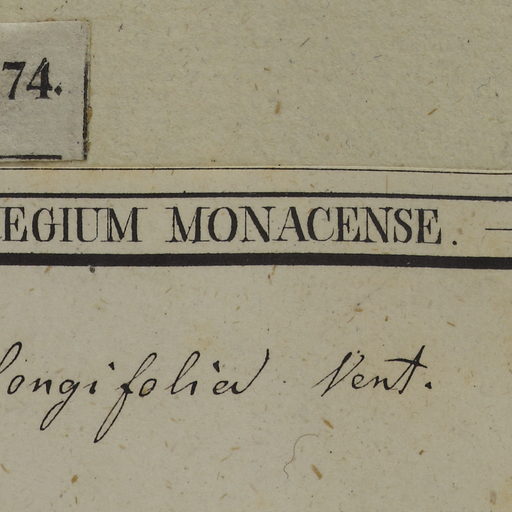 74.
EGIUM MONACENSE.
longifolia Vent.